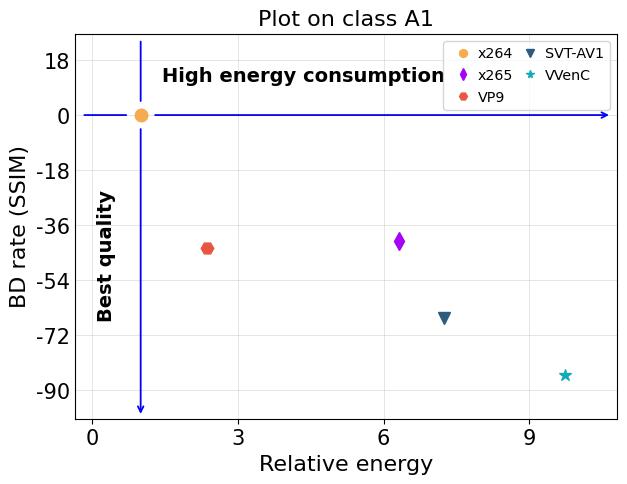 Plot on class A1
x264
x265
VP9
SVT-AV1
VVenC
High energy consumption
Best quality
BD rate (SSIM)
18
0
-18
-36
-54
-72
-90
0 3 6 9
Relative energy